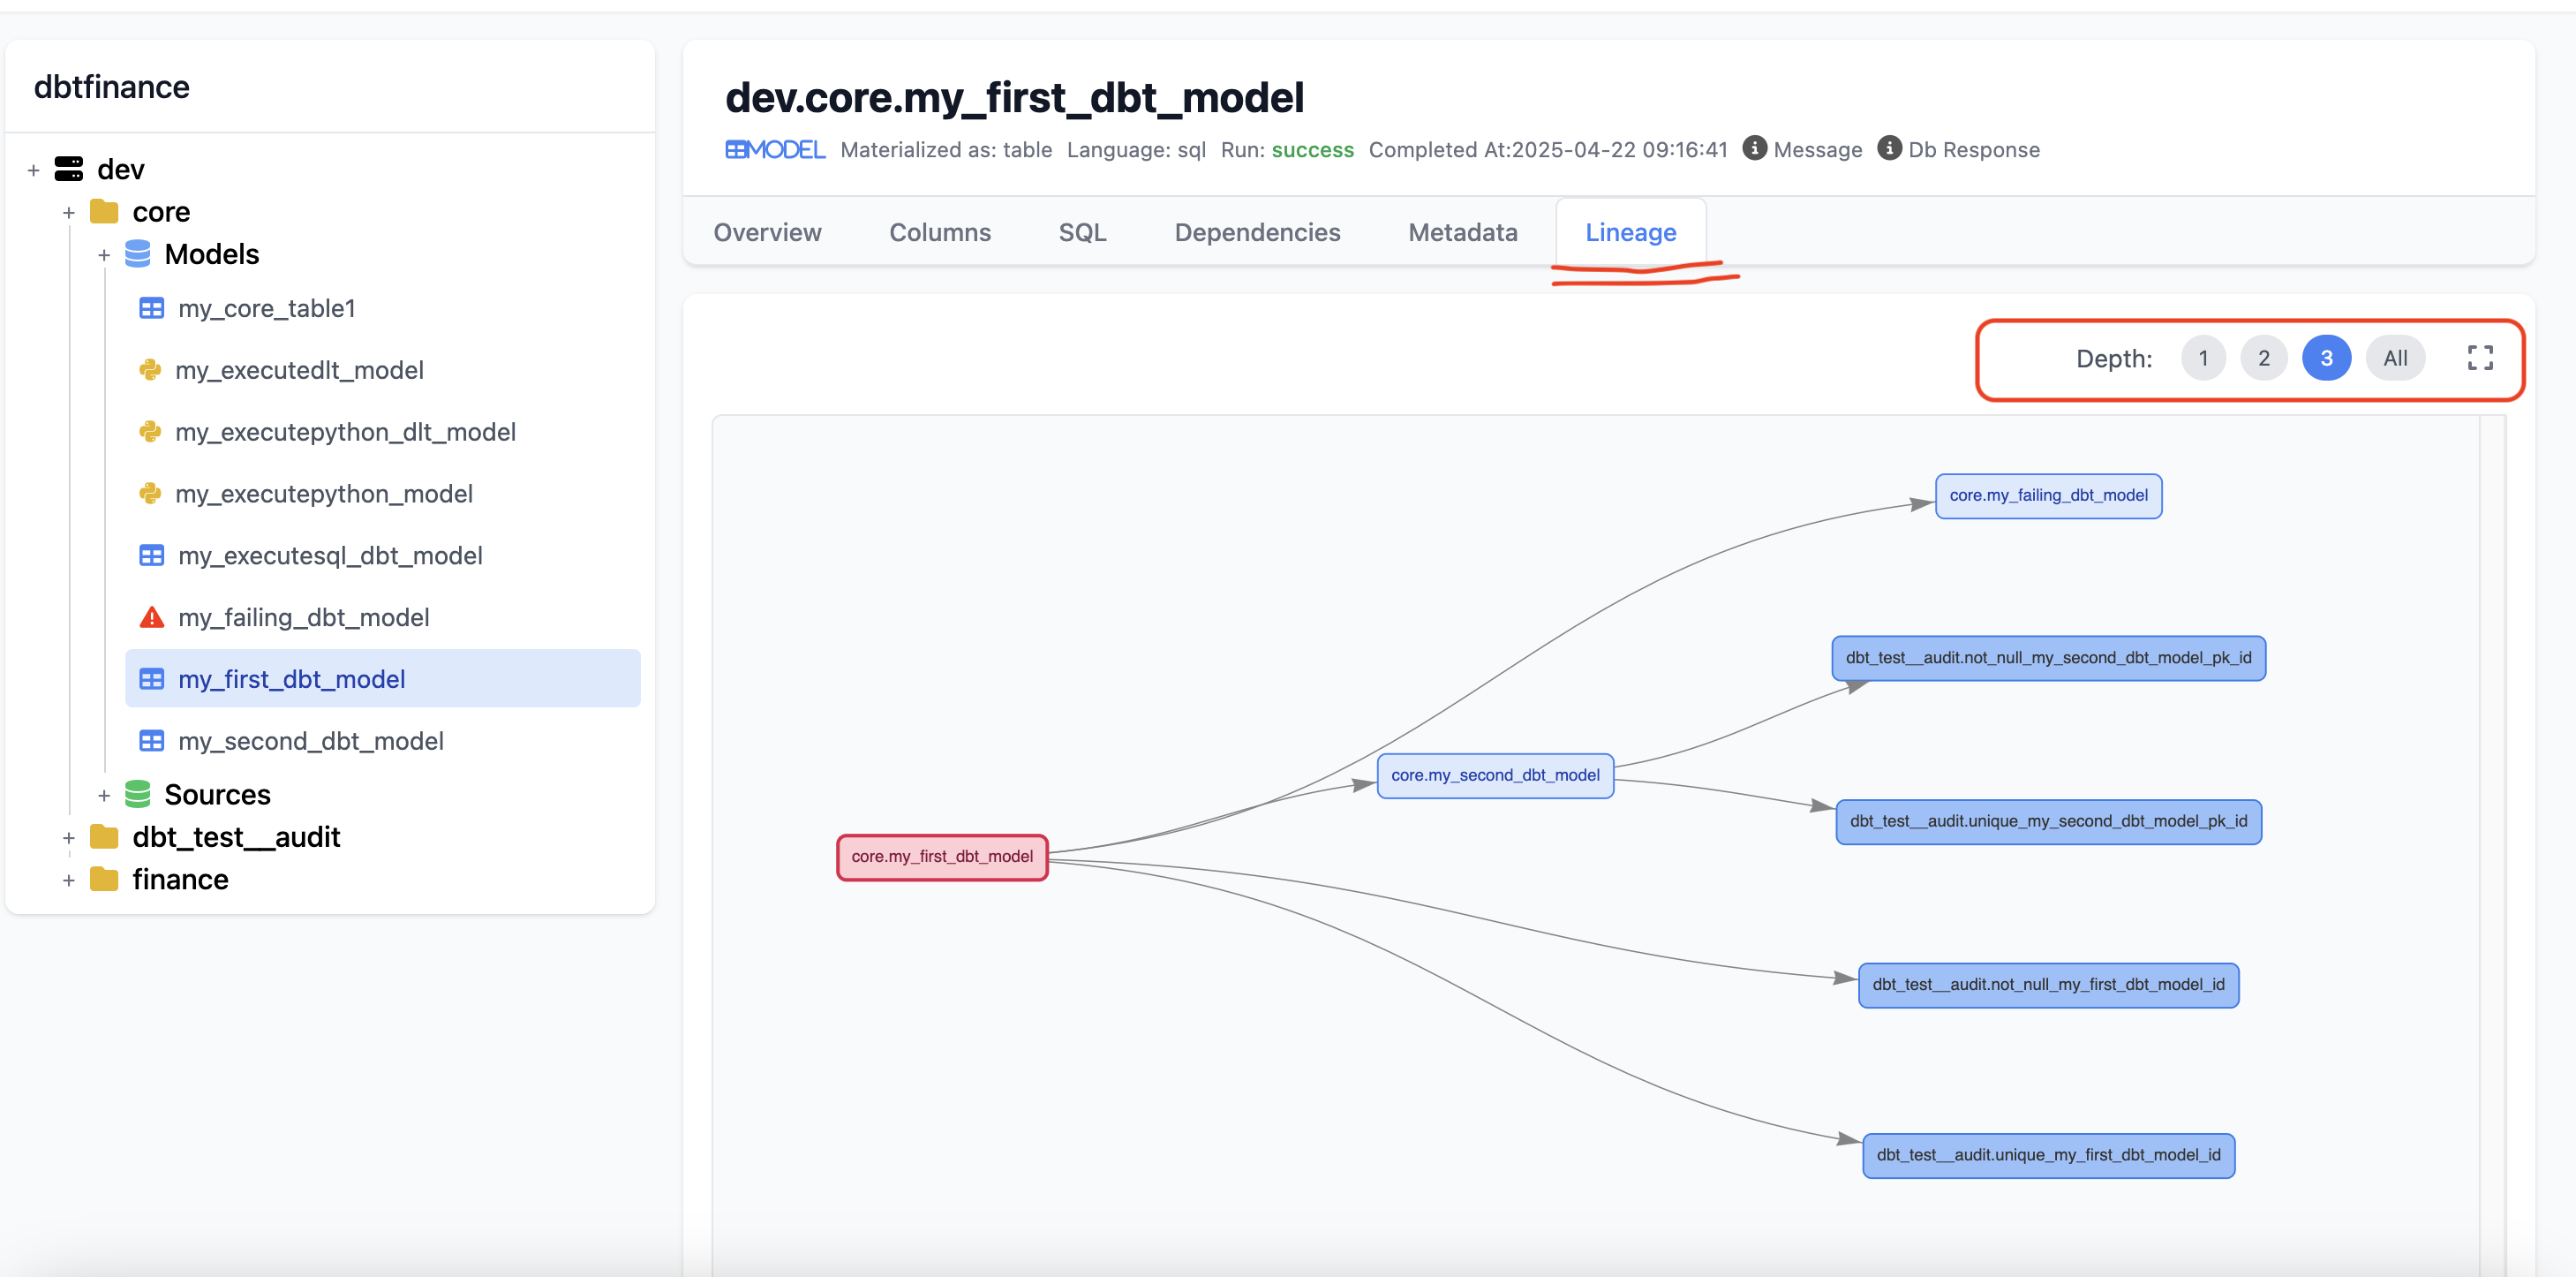 dbtfinance
dev
core
Models
my_core_table1
my_executedlt_model
my_executepython_dlt_model
my_executepython_model
my_executesql_dbt_model
my_failing_dbt_model
my_first_dbt_model
my_second_dbt_model
Sources
dbt_test__audit
finance
dev.core.my_first_dbt_model
MODEL Materialized as: table Language: sql Run: success Completed At:2025-04-22 09:16:41 Message Db Response
Overview Columns SQL Dependencies Metadata Lineage
Depth: 1 2 3 All
core.my_failing_dbt_model
dbt_test__audit.not_null_my_second_dbt_model_pk_id
core.my_second_dbt_model
dbt_test__audit.unique_my_second_dbt_model_pk_id
core.my_first_dbt_model
dbt_test__audit.not_null_my_first_dbt_model_id
dbt_test__audit.unique_my_first_dbt_model_id